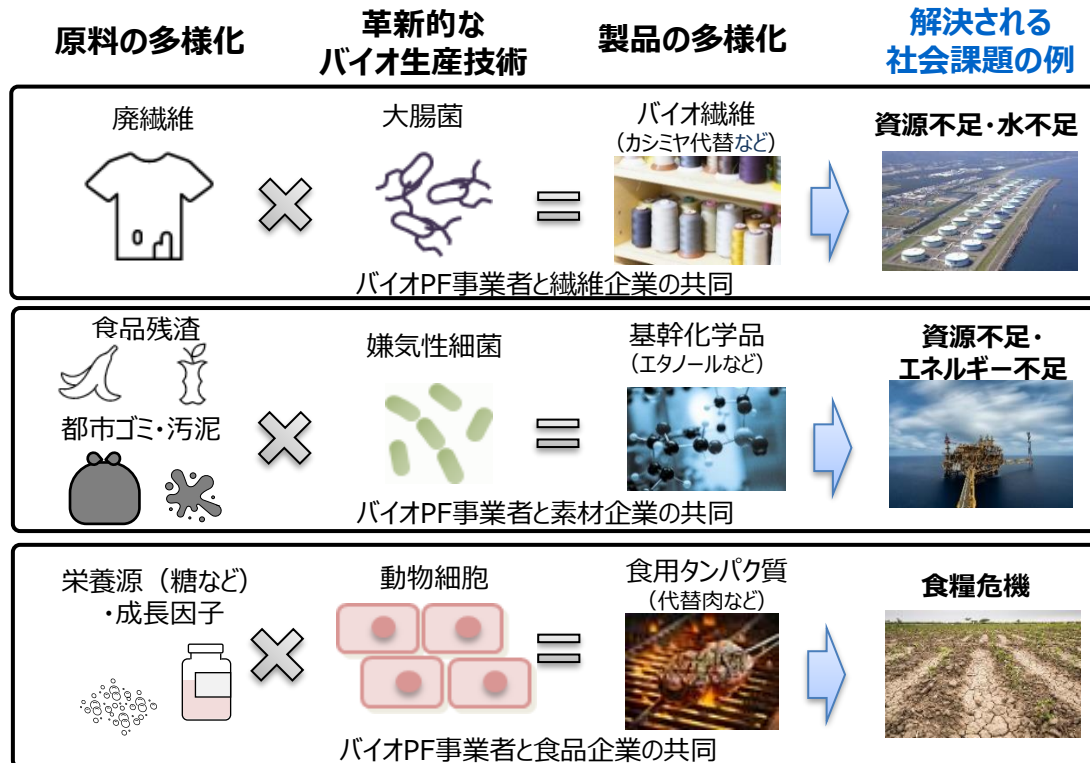 原料の多様化
革新的な
バイオ生産技術
製品の多様化
解決される
社会課題の例
廃繊維
大腸菌
バイオ繊維
(カシミヤ代替など)
資源不足・水不足
バイオPF事業者と繊維企業の共同
食品残渣
都市ゴミ・汚泥
嫌気性細菌
基幹化学品
(エタノールなど)
資源不足・
エネルギー不足
バイオPF事業者と素材企業の共同
栄養源（糖など）
・成長因子
動物細胞
食用タンパク質
(代替肉など)
食糧危機
バイオPF事業者と食品企業の共同